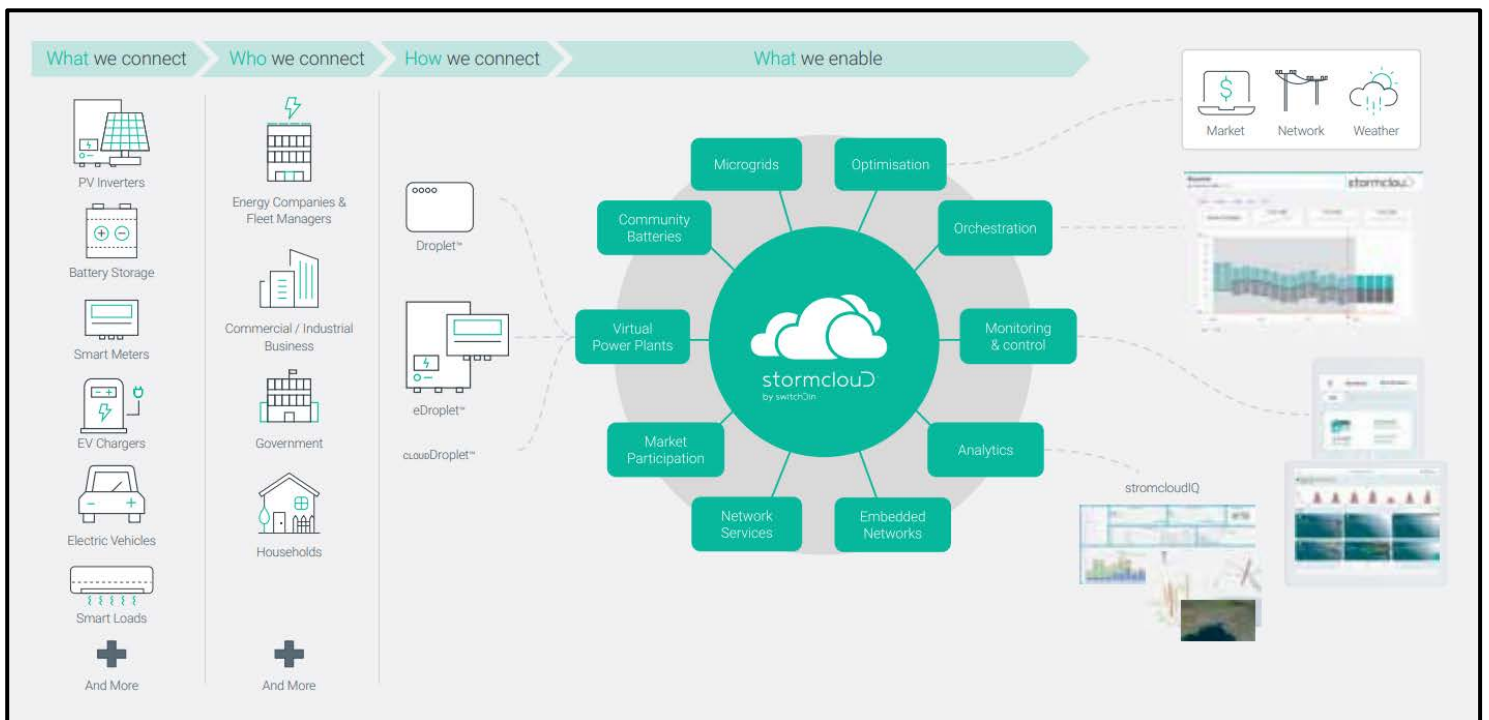 What we connect
Who we connect
How we connect
What we enable
PV Inverters
Battery Storage
Smart Meters
EV Chargers
Electric Vehicles
Smart Loads
And More
Energy Companies &
Fleet Managers
Commercial / Industrial
Business
Government
Households
And More
Droplet™
eDroplet™
CLOUDDroplet™
Microgrids
Optimisation
Community
Batteries
Orchestration
Virtual
Power Plants
Monitoring
& control
Market
Participation
Analytics
Network
Services
Embedded
Networks
stormclouD
by switchDin
$
Market
Network
Weather
stormclouD
stromcloudIQ